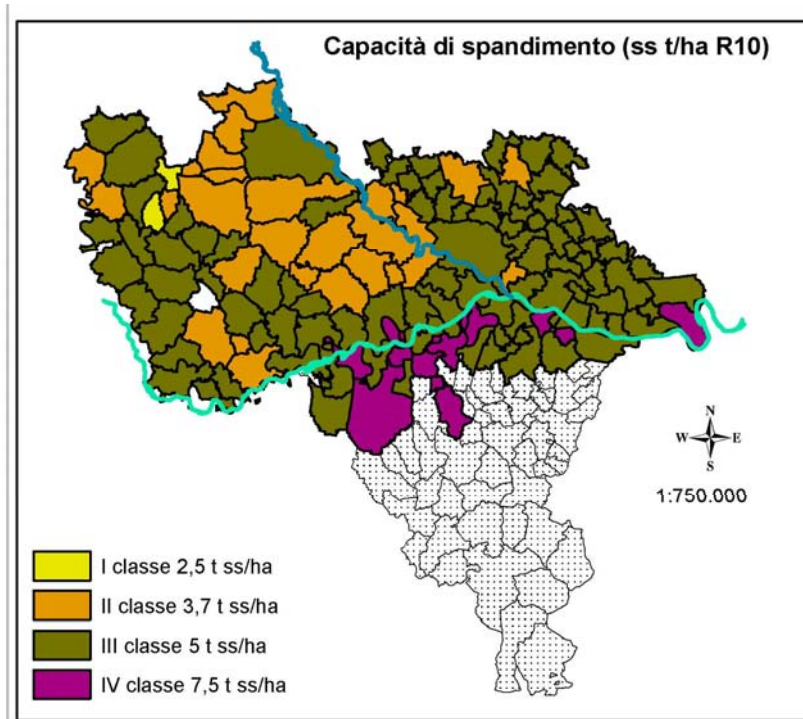 Capacità di spandimento (ss t/ha R10)
N
W E
S
1:750.000
I classe 2,5 t ss/ha
II classe 3,7 t ss/ha
III classe 5 t ss/ha
IV classe 7,5 t ss/ha